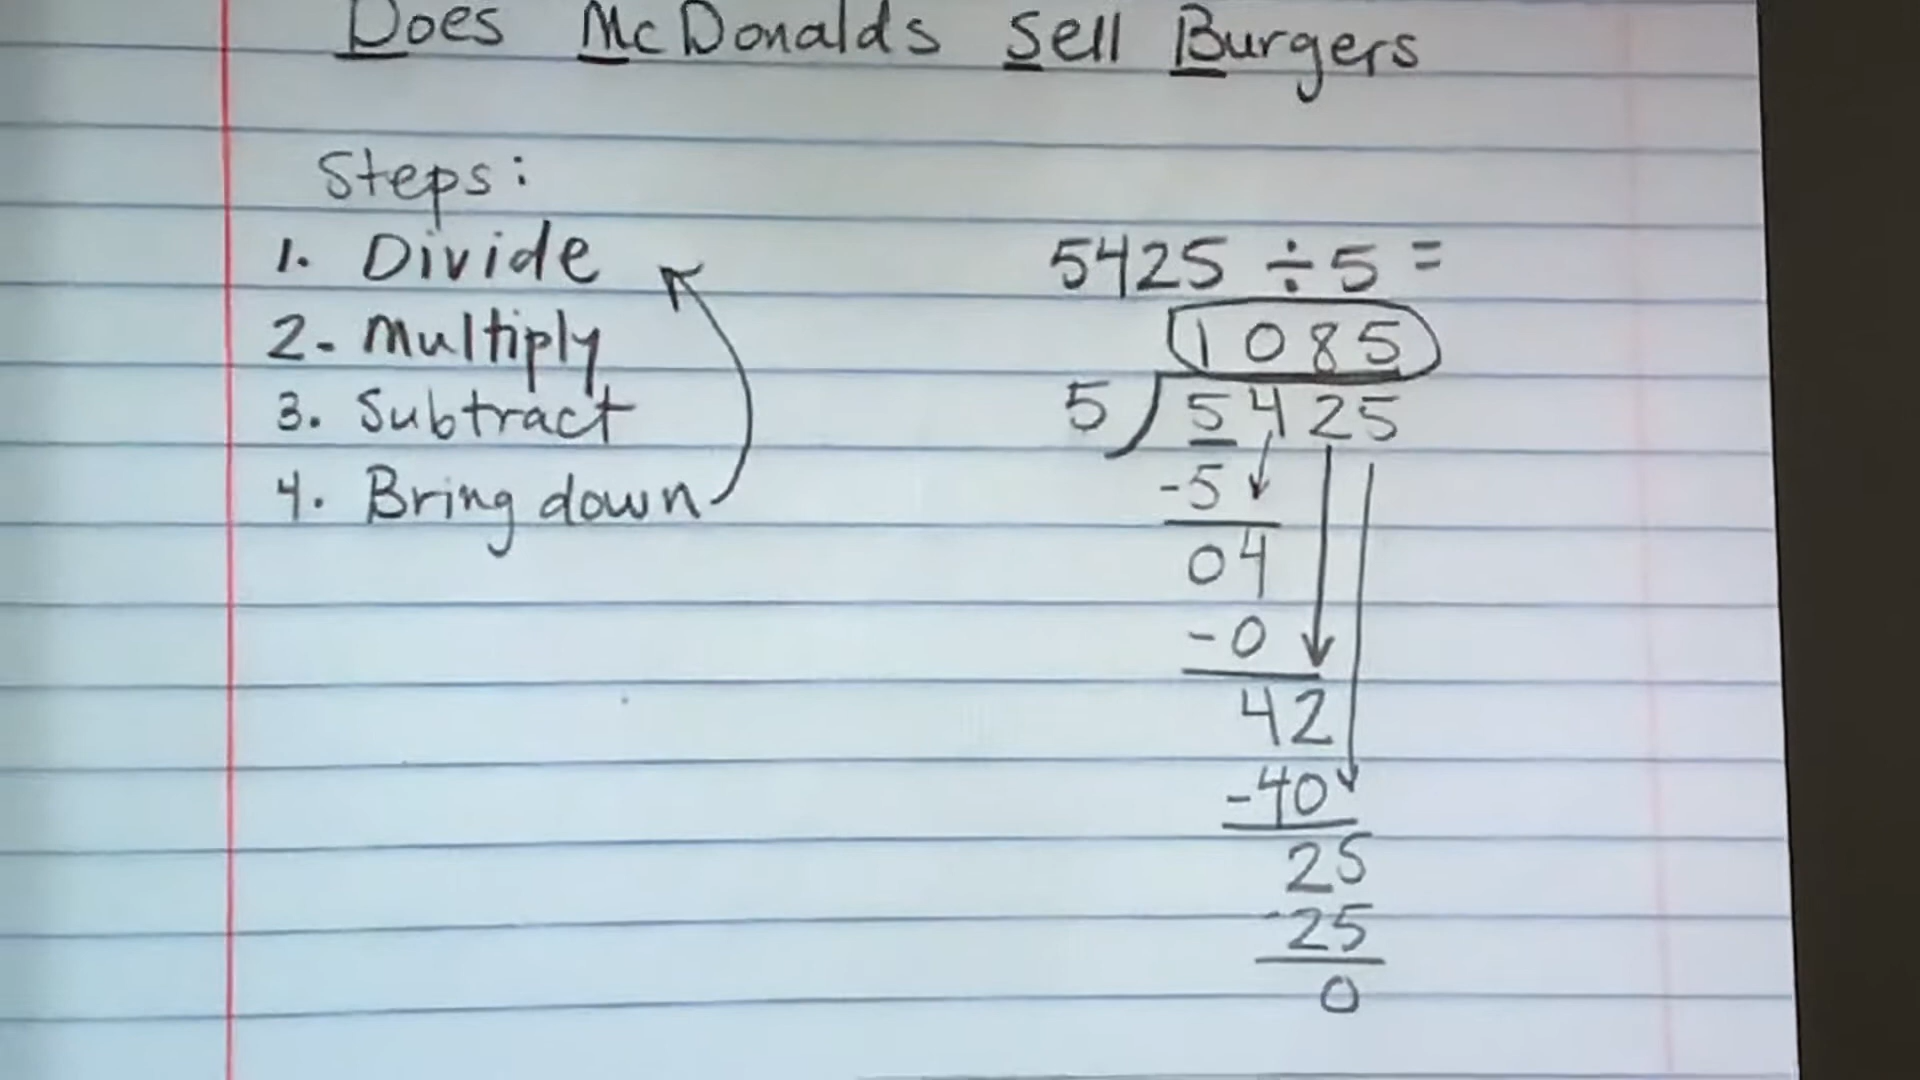 Does McDonalds Sell Burgers
Steps:
1. Divide
2. Multiply
3. Subtract
4. Bring down
5425 ÷ 5 =
1085
5 5425
-5
04
-0
42
-40
25
-25
0